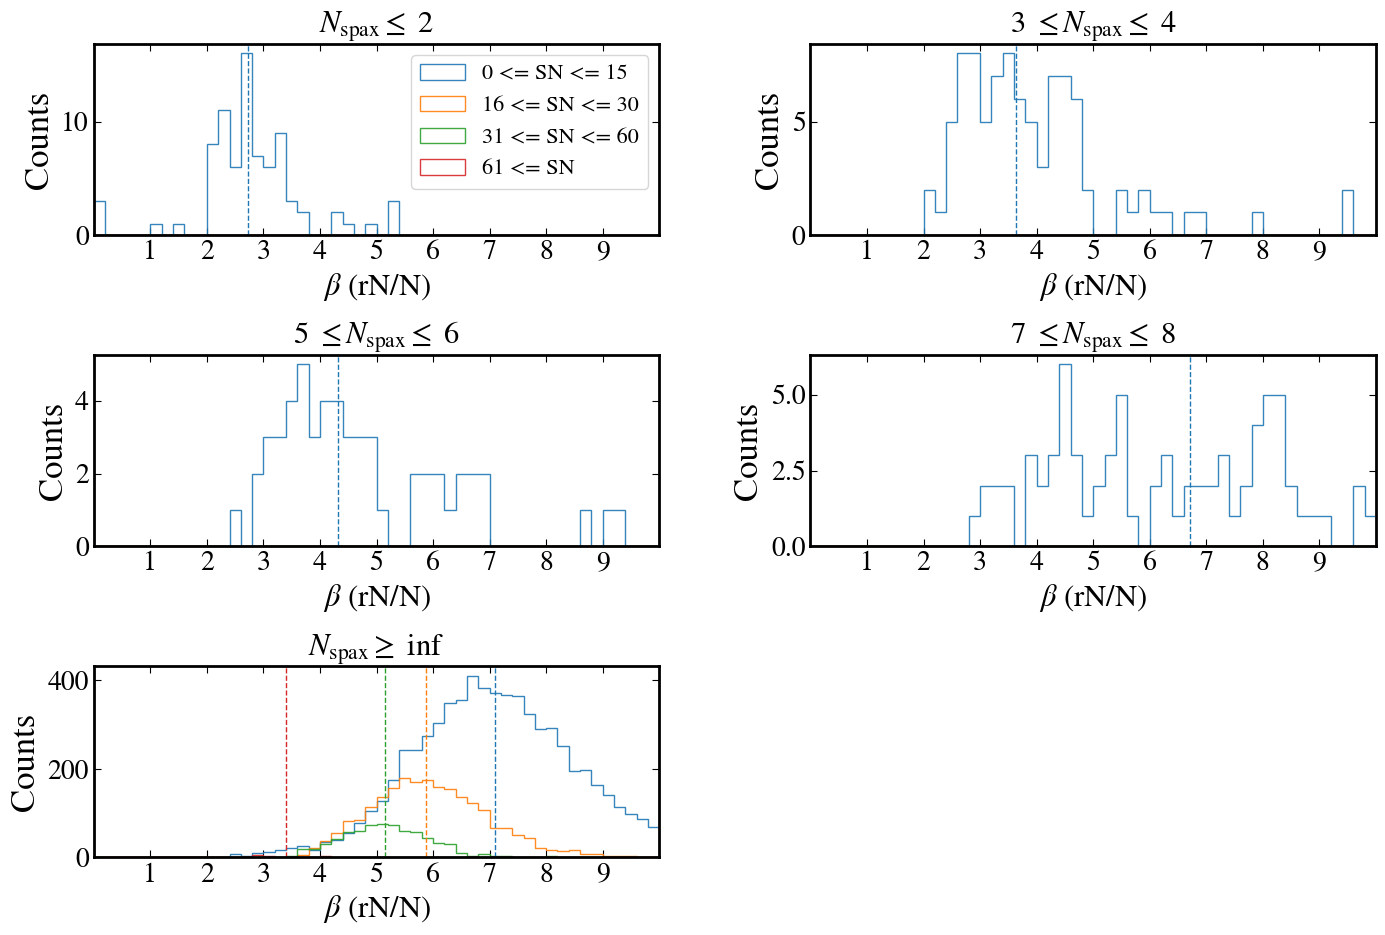 N_spax ≤ 2
Counts
10
0
0 <= SN <= 15
16 <= SN <= 30
31 <= SN <= 60
61 <= SN
1 2 3 4 5 6 7 8 9
β (rN/N)
3 ≤ N_spax ≤ 4
Counts
5
0
1 2 3 4 5 6 7 8 9
β (rN/N)
5 ≤ N_spax ≤ 6
Counts
4
2
0
1 2 3 4 5 6 7 8 9
β (rN/N)
7 ≤ N_spax ≤ 8
Counts
5.0
2.5
0.0
1 2 3 4 5 6 7 8 9
β (rN/N)
N_spax ≥ inf
Counts
400
200
0
1 2 3 4 5 6 7 8 9
β (rN/N)